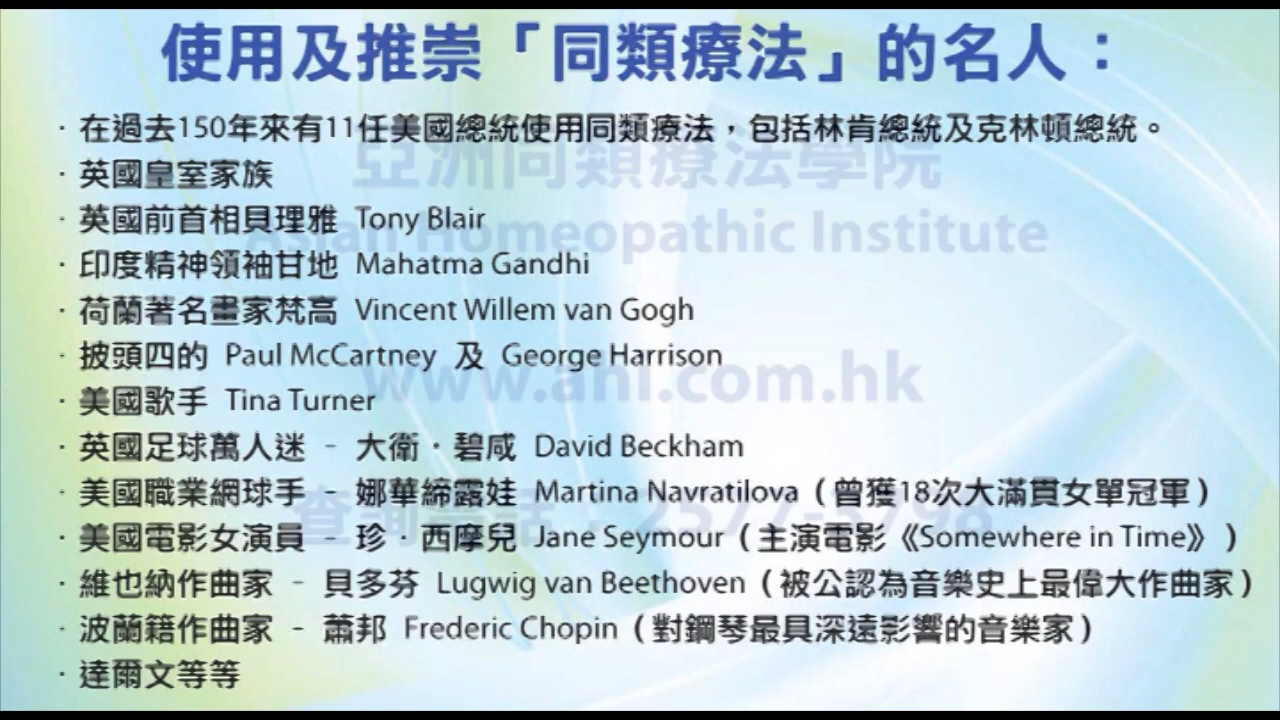 使用及推崇「同類療法」的名人：
· 在過去150年來有11任美國總統使用同類療法，包括林肯總統及克林頓總統。
亞洲同類療法學院
· 英國皇室家族
· 英國前首相貝理雅 Tony Blair
Asian Homeopathic Institute
· 印度精神領袖甘地 Mahatma Gandhi
· 荷蘭著名畫家梵高 Vincent Willem van Gogh
· 披頭四的 Paul McCartney 及 George Harrison
www.ahi.com.hk
· 美國歌手 Tina Turner
· 英國足球萬人迷 – 大衛·碧咸 David Beckham
· 美國職業網球手 – 娜華締露娃 Martina Navratilova（曾獲18次大滿貫女單冠軍）
· 美國電影女演員 – 珍·西摩兒 Jane Seymour（主演電影《Somewhere in Time》）
· 維也納作曲家 – 貝多芬 Lugwig van Beethoven（被公認為音樂史上最偉大作曲家）
· 波蘭籍作曲家 – 蕭邦 Frederic Chopin（對鋼琴最具深遠影響的音樂家）
· 達爾文等等